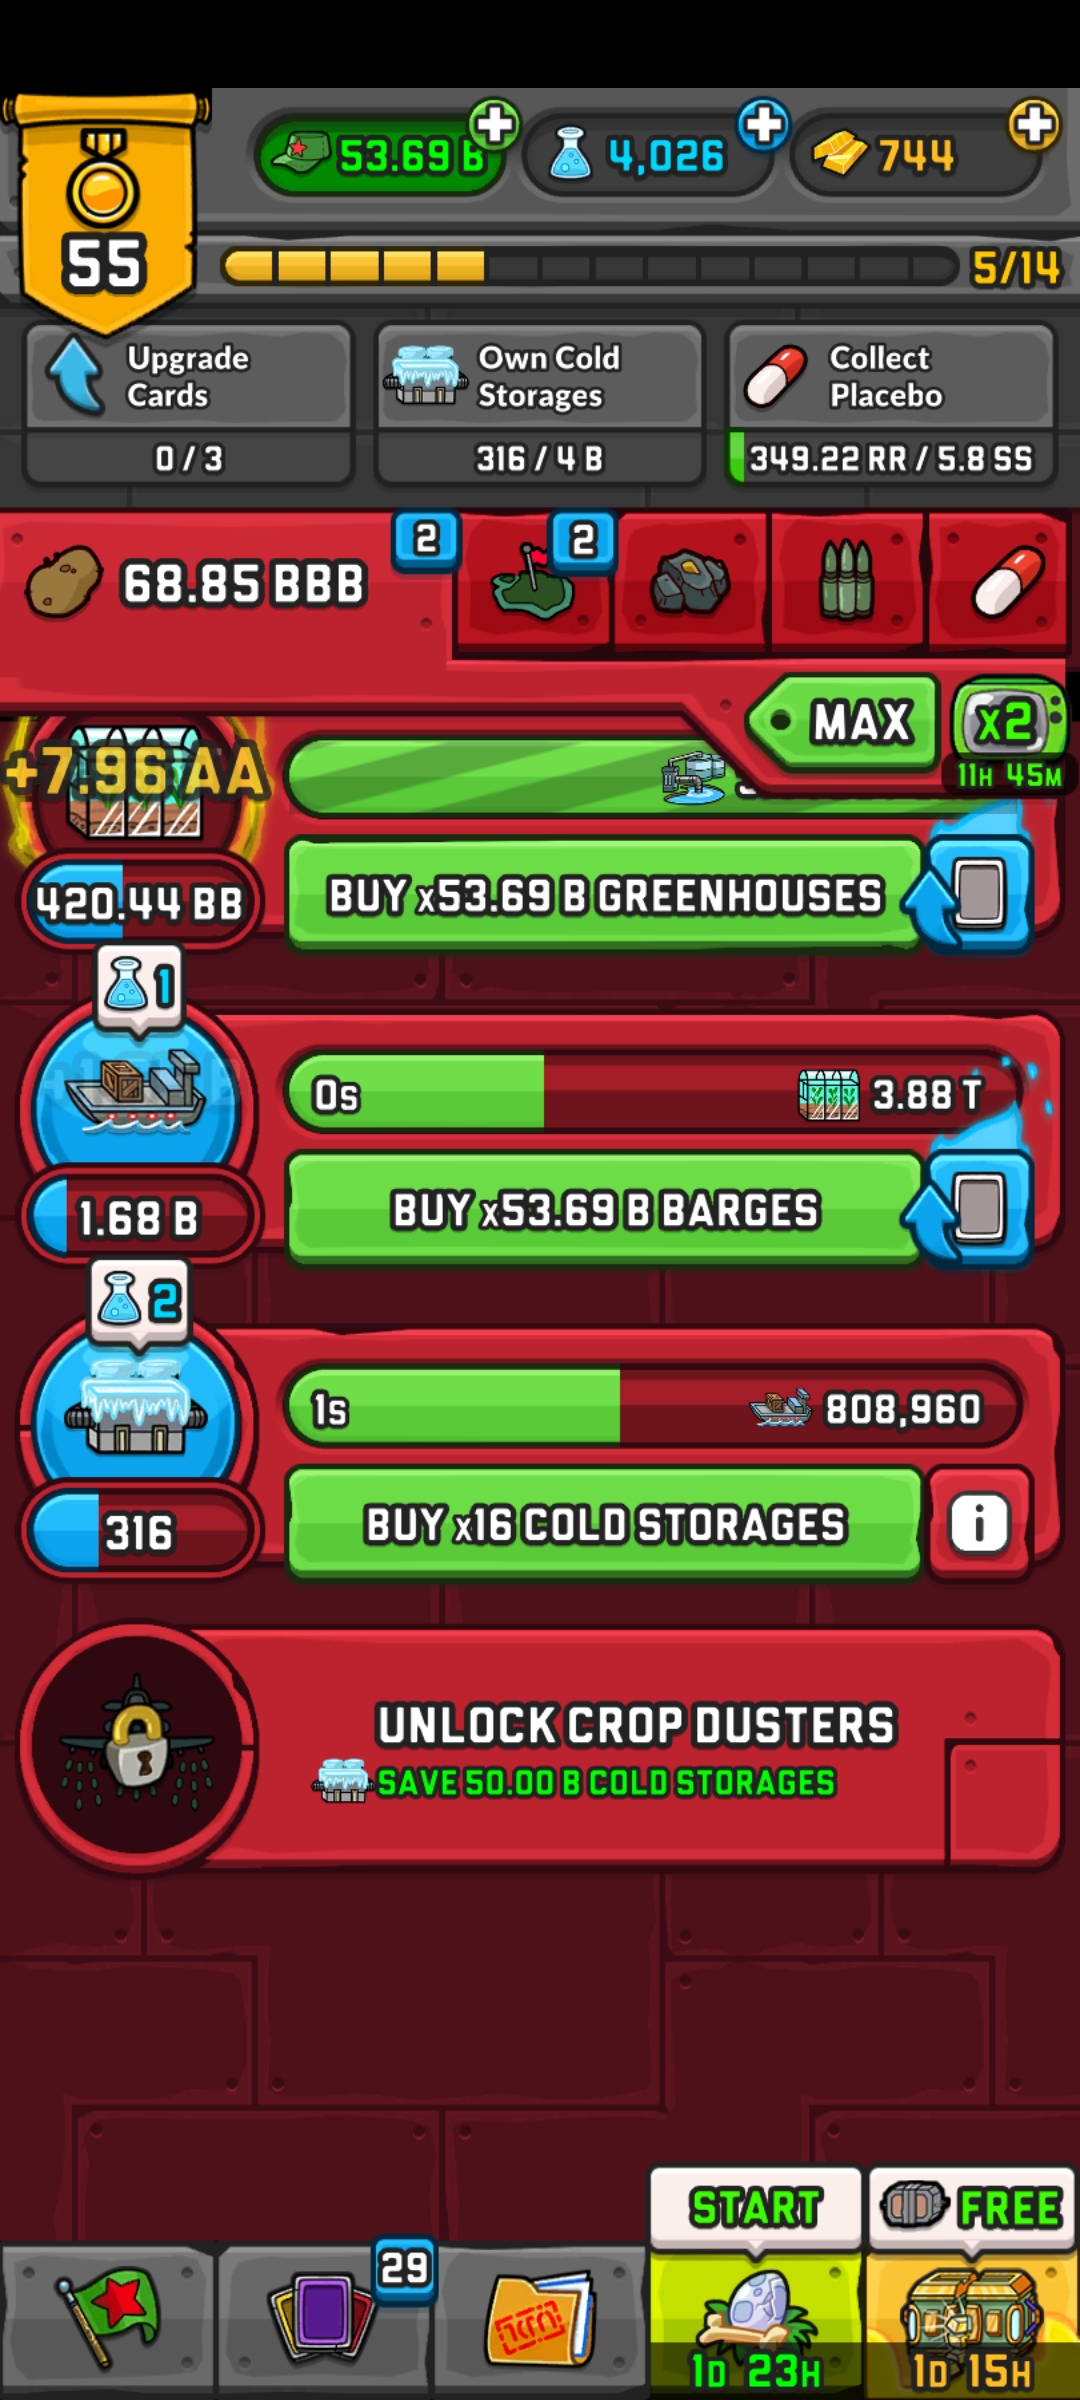 53.69 B
4,026
744
55
5/14
Upgrade
Cards
0 / 3
Own Cold
Storages
316 / 4 B
Collect
Placebo
349.22 RR / 5.8 SS
68.85 BBB
2
2
MAX
x2
11H 45M
+7.96 AA
420.44 BB
BUY x53.69 B GREENHOUSES
1
0s
3.88 T
1.68 B
BUY x53.69 B BARGES
2
1s
808,960
316
BUY x16 COLD STORAGES
i
UNLOCK CROP DUSTERS
SAVE 50.00 B COLD STORAGES
START
FREE
29
1D 23H
1D 15H